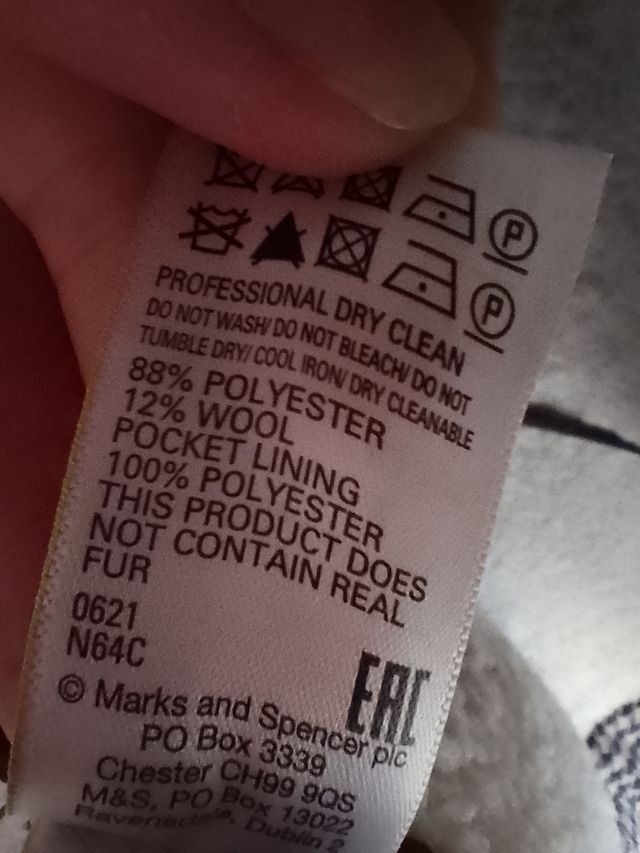 P
P
PROFESSIONAL DRY CLEAN
DO NOT WASH/ DO NOT BLEACH/ DO NOT
TUMBLE DRY/ COOL IRON/ DRY CLEANABLE
88% POLYESTER
12% WOOL
POCKET LINING
100% POLYESTER
THIS PRODUCT DOES
NOT CONTAIN REAL
FUR
0621
N64C
EAC
© Marks and Spencer plc
PO Box 3339
Chester CH99 9QS
M&S, PO Box 13022
Ravensdale, Dublin 2